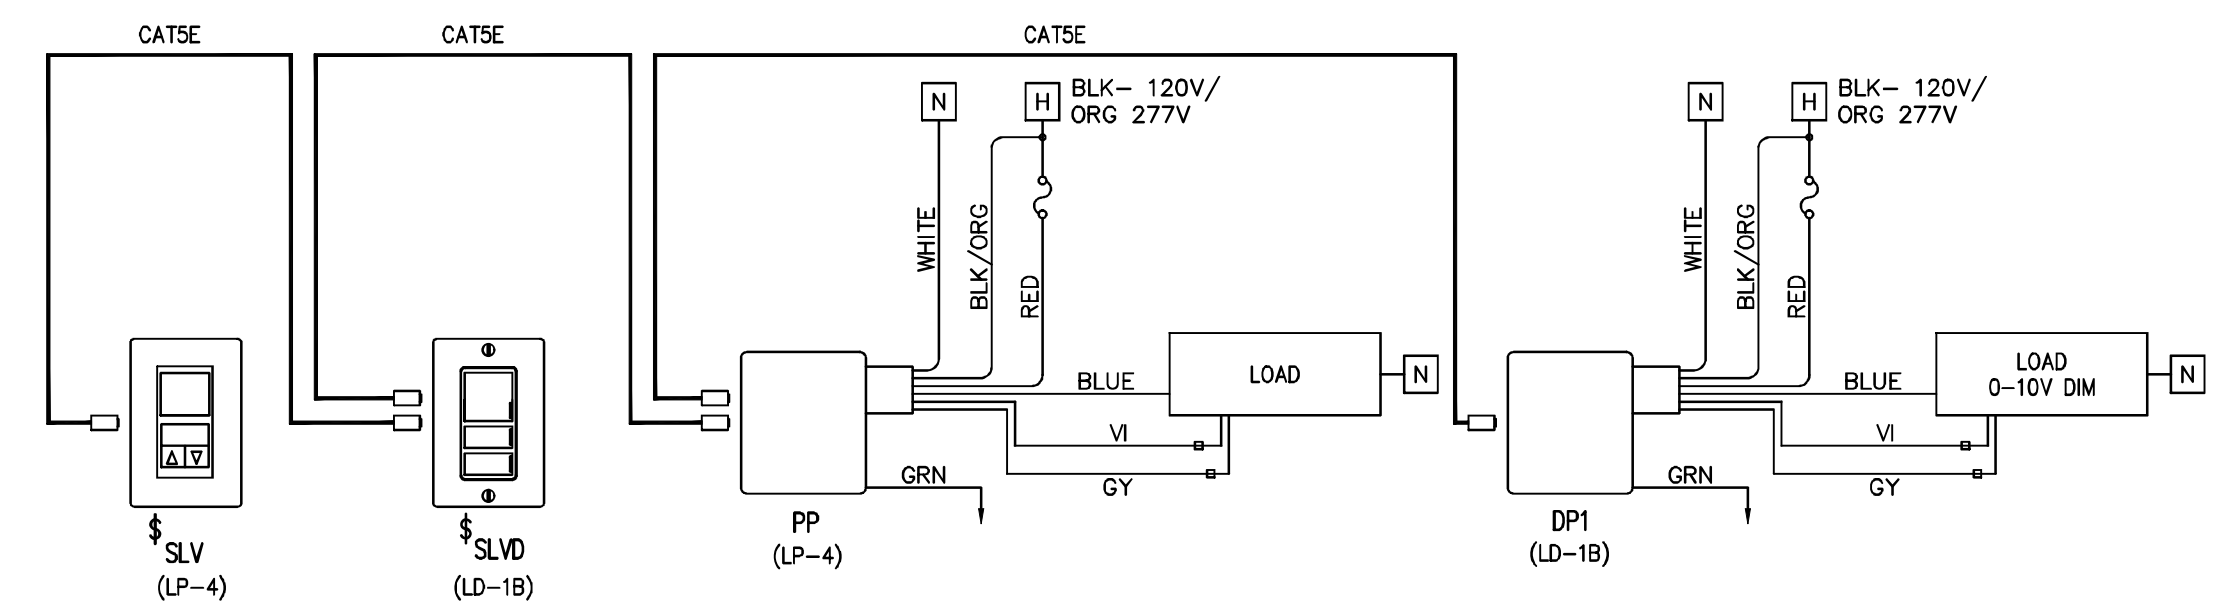 CAT5E
CAT5E
CAT5E
N
H
BLK- 120V/
ORG 277V
N
H
BLK- 120V/
ORG 277V
WHITE
BLK/ORG
RED
WHITE
BLK/ORG
RED
BLUE
LOAD
N
BLUE
LOAD
0-10V DIM
N
VI
VI
GRN
GY
GRN
GY
$
SLV
(LP-4)
$
SLVD
(LD-1B)
PP
(LP-4)
DP1
(LD-1B)